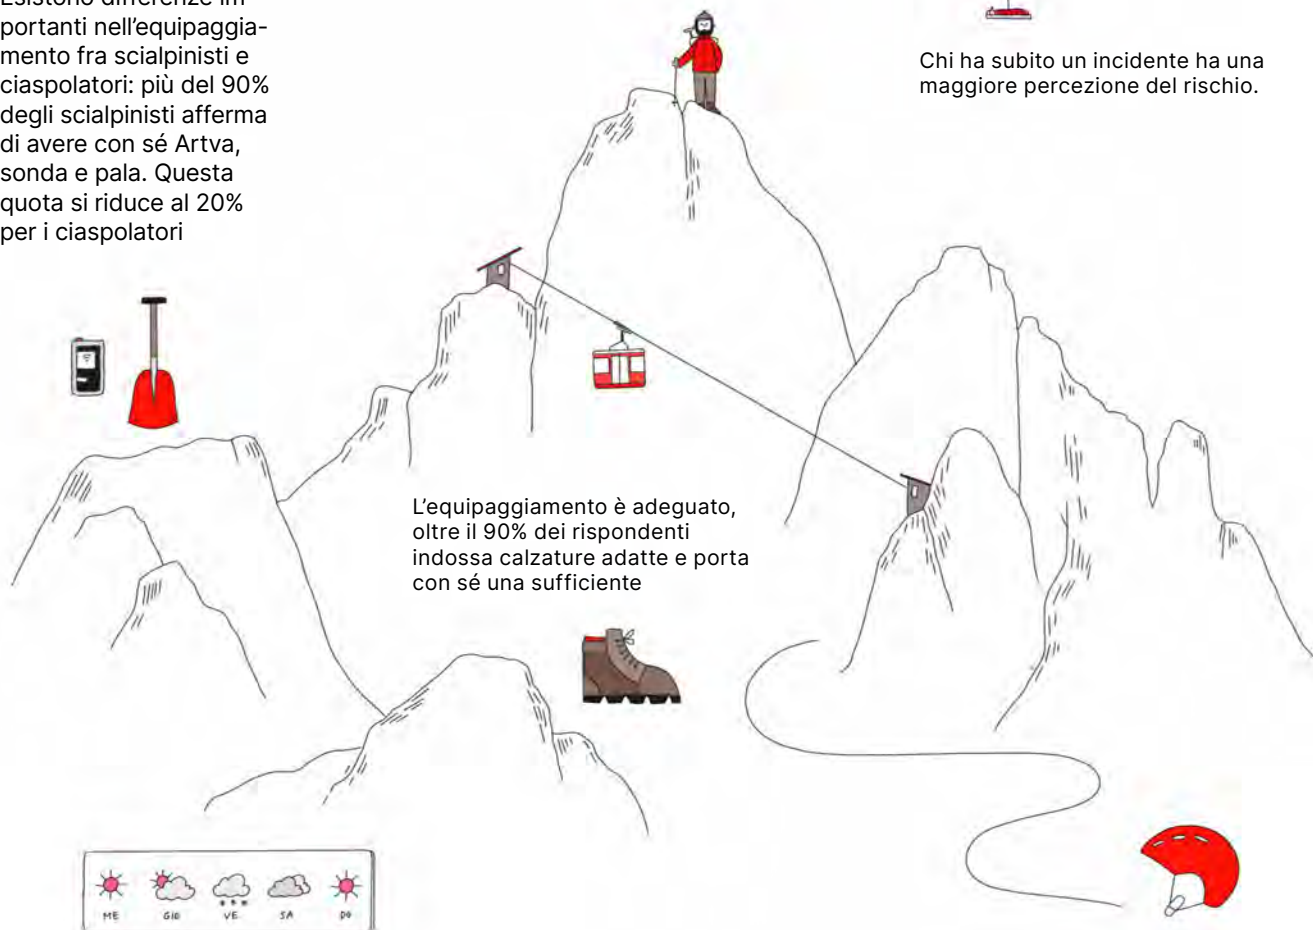 Esistono differenze im-
portanti nell'equipaggia-
mento fra scialpinisti e
ciaspolatori: più del 90%
degli scialpinisti afferma
di avere con sé Artva,
sonda e pala. Questa
quota si riduce al 20%
per i ciaspolatori
Chi ha subito un incidente ha una
maggiore percezione del rischio.
L'equipaggiamento è adeguato,
oltre il 90% dei rispondenti
indossa calzature adatte e porta
con sé una sufficiente
ME GIO VE SA DO